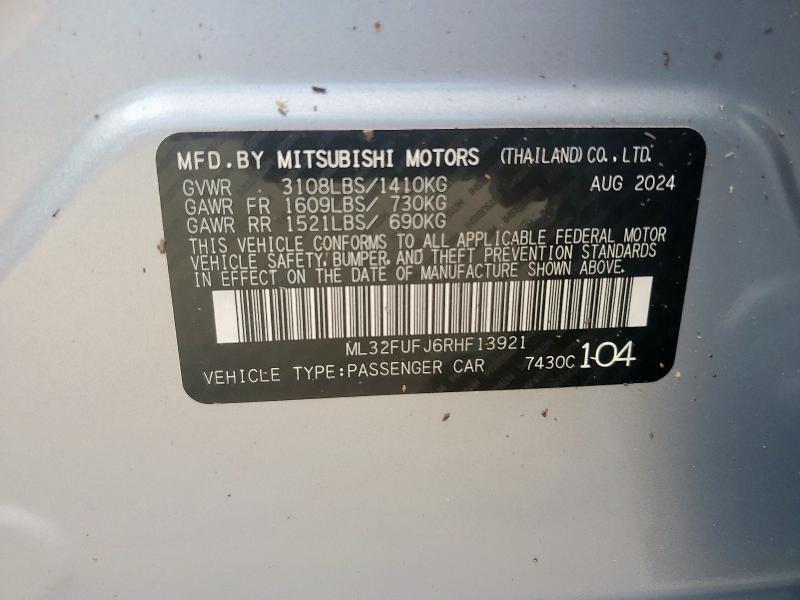 MFD.BY MITSUBISHI MOTORS (THAILAND)CO.,LTD.
GVWR 3108LBS/1410KG AUG 2024
GAWR FR 1609LBS/ 730KG
GAWR RR 1521LBS/ 690KG
THIS VEHICLE CONFORMS TO ALL APPLICABLE FEDERAL MOTOR
VEHICLE SAFETY, BUMPER, AND THEFT PREVENTION STANDARDS
IN EFFECT ON THE DATE OF MANUFACTURE SHOWN ABOVE.
ML32FUFJ6RHF13921
VEHICLE TYPE:PASSENGER CAR 7430C 104